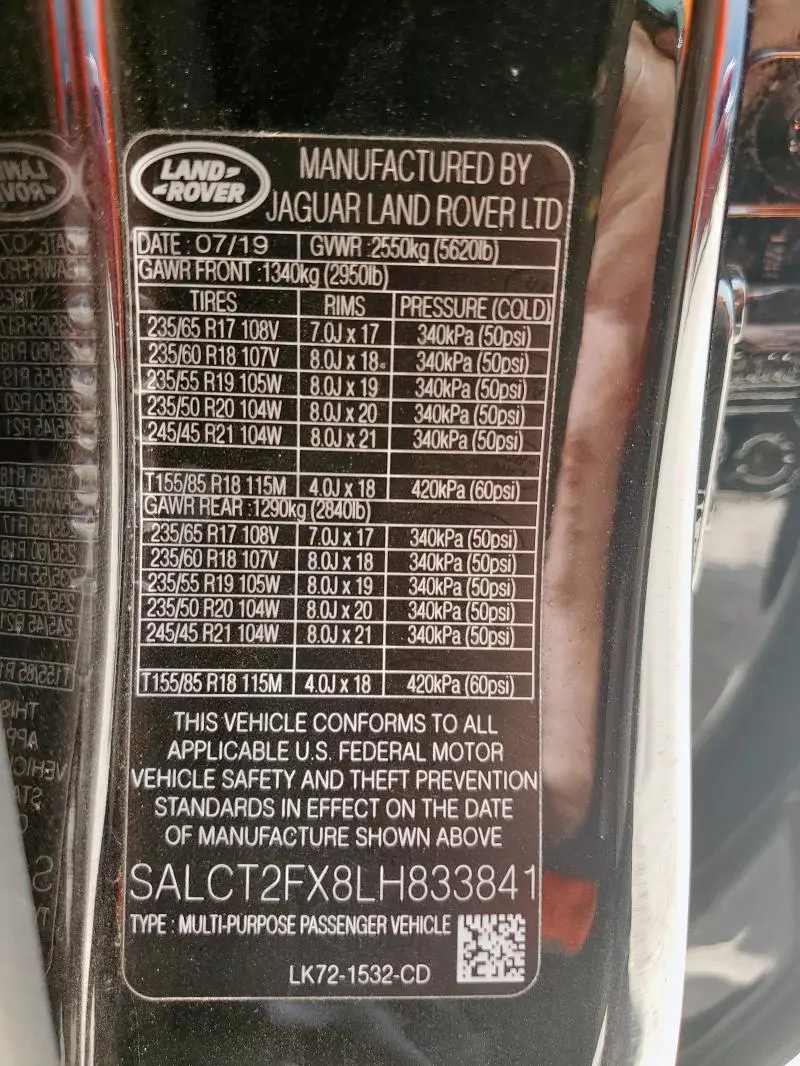 LAND-
-ROVER
MANUFACTURED BY
JAGUAR LAND ROVER LTD
DATE : 07/19 GVWR :2550kg (5620lb)
GAWR FRONT :1340kg (2950lb)
TIRES RIMS PRESSURE (COLD)
235/65 R17 108V 7.0J x 17 340kPa (50psi)
235/60 R18 107V 8.0J x 18 340kPa (50psi)
235/55 R19 105W 8.0J x 19 340kPa (50psi)
235/50 R20 104W 8.0J x 20 340kPa (50psi)
245/45 R21 104W 8.0J x 21 340kPa (50psi)
T155/85 R18 115M 4.0J x 18 420kPa (60psi)
GAWR REAR :1290kg (2840lb)
235/65 R17 108V 7.0J x 17 340kPa (50psi)
235/60 R18 107V 8.0J x 18 340kPa (50psi)
235/55 R19 105W 8.0J x 19 340kPa (50psi)
235/50 R20 104W 8.0J x 20 340kPa (50psi)
245/45 R21 104W 8.0J x 21 340kPa (50psi)
T155/85 R18 115M 4.0J x 18 420kPa (60psi)
THIS VEHICLE CONFORMS TO ALL
APPLICABLE U.S. FEDERAL MOTOR
VEHICLE SAFETY AND THEFT PREVENTION
STANDARDS IN EFFECT ON THE DATE
OF MANUFACTURE SHOWN ABOVE
SALCT2FX8LH833841
TYPE : MULTI-PURPOSE PASSENGER VEHICLE
LK72-1532-CD